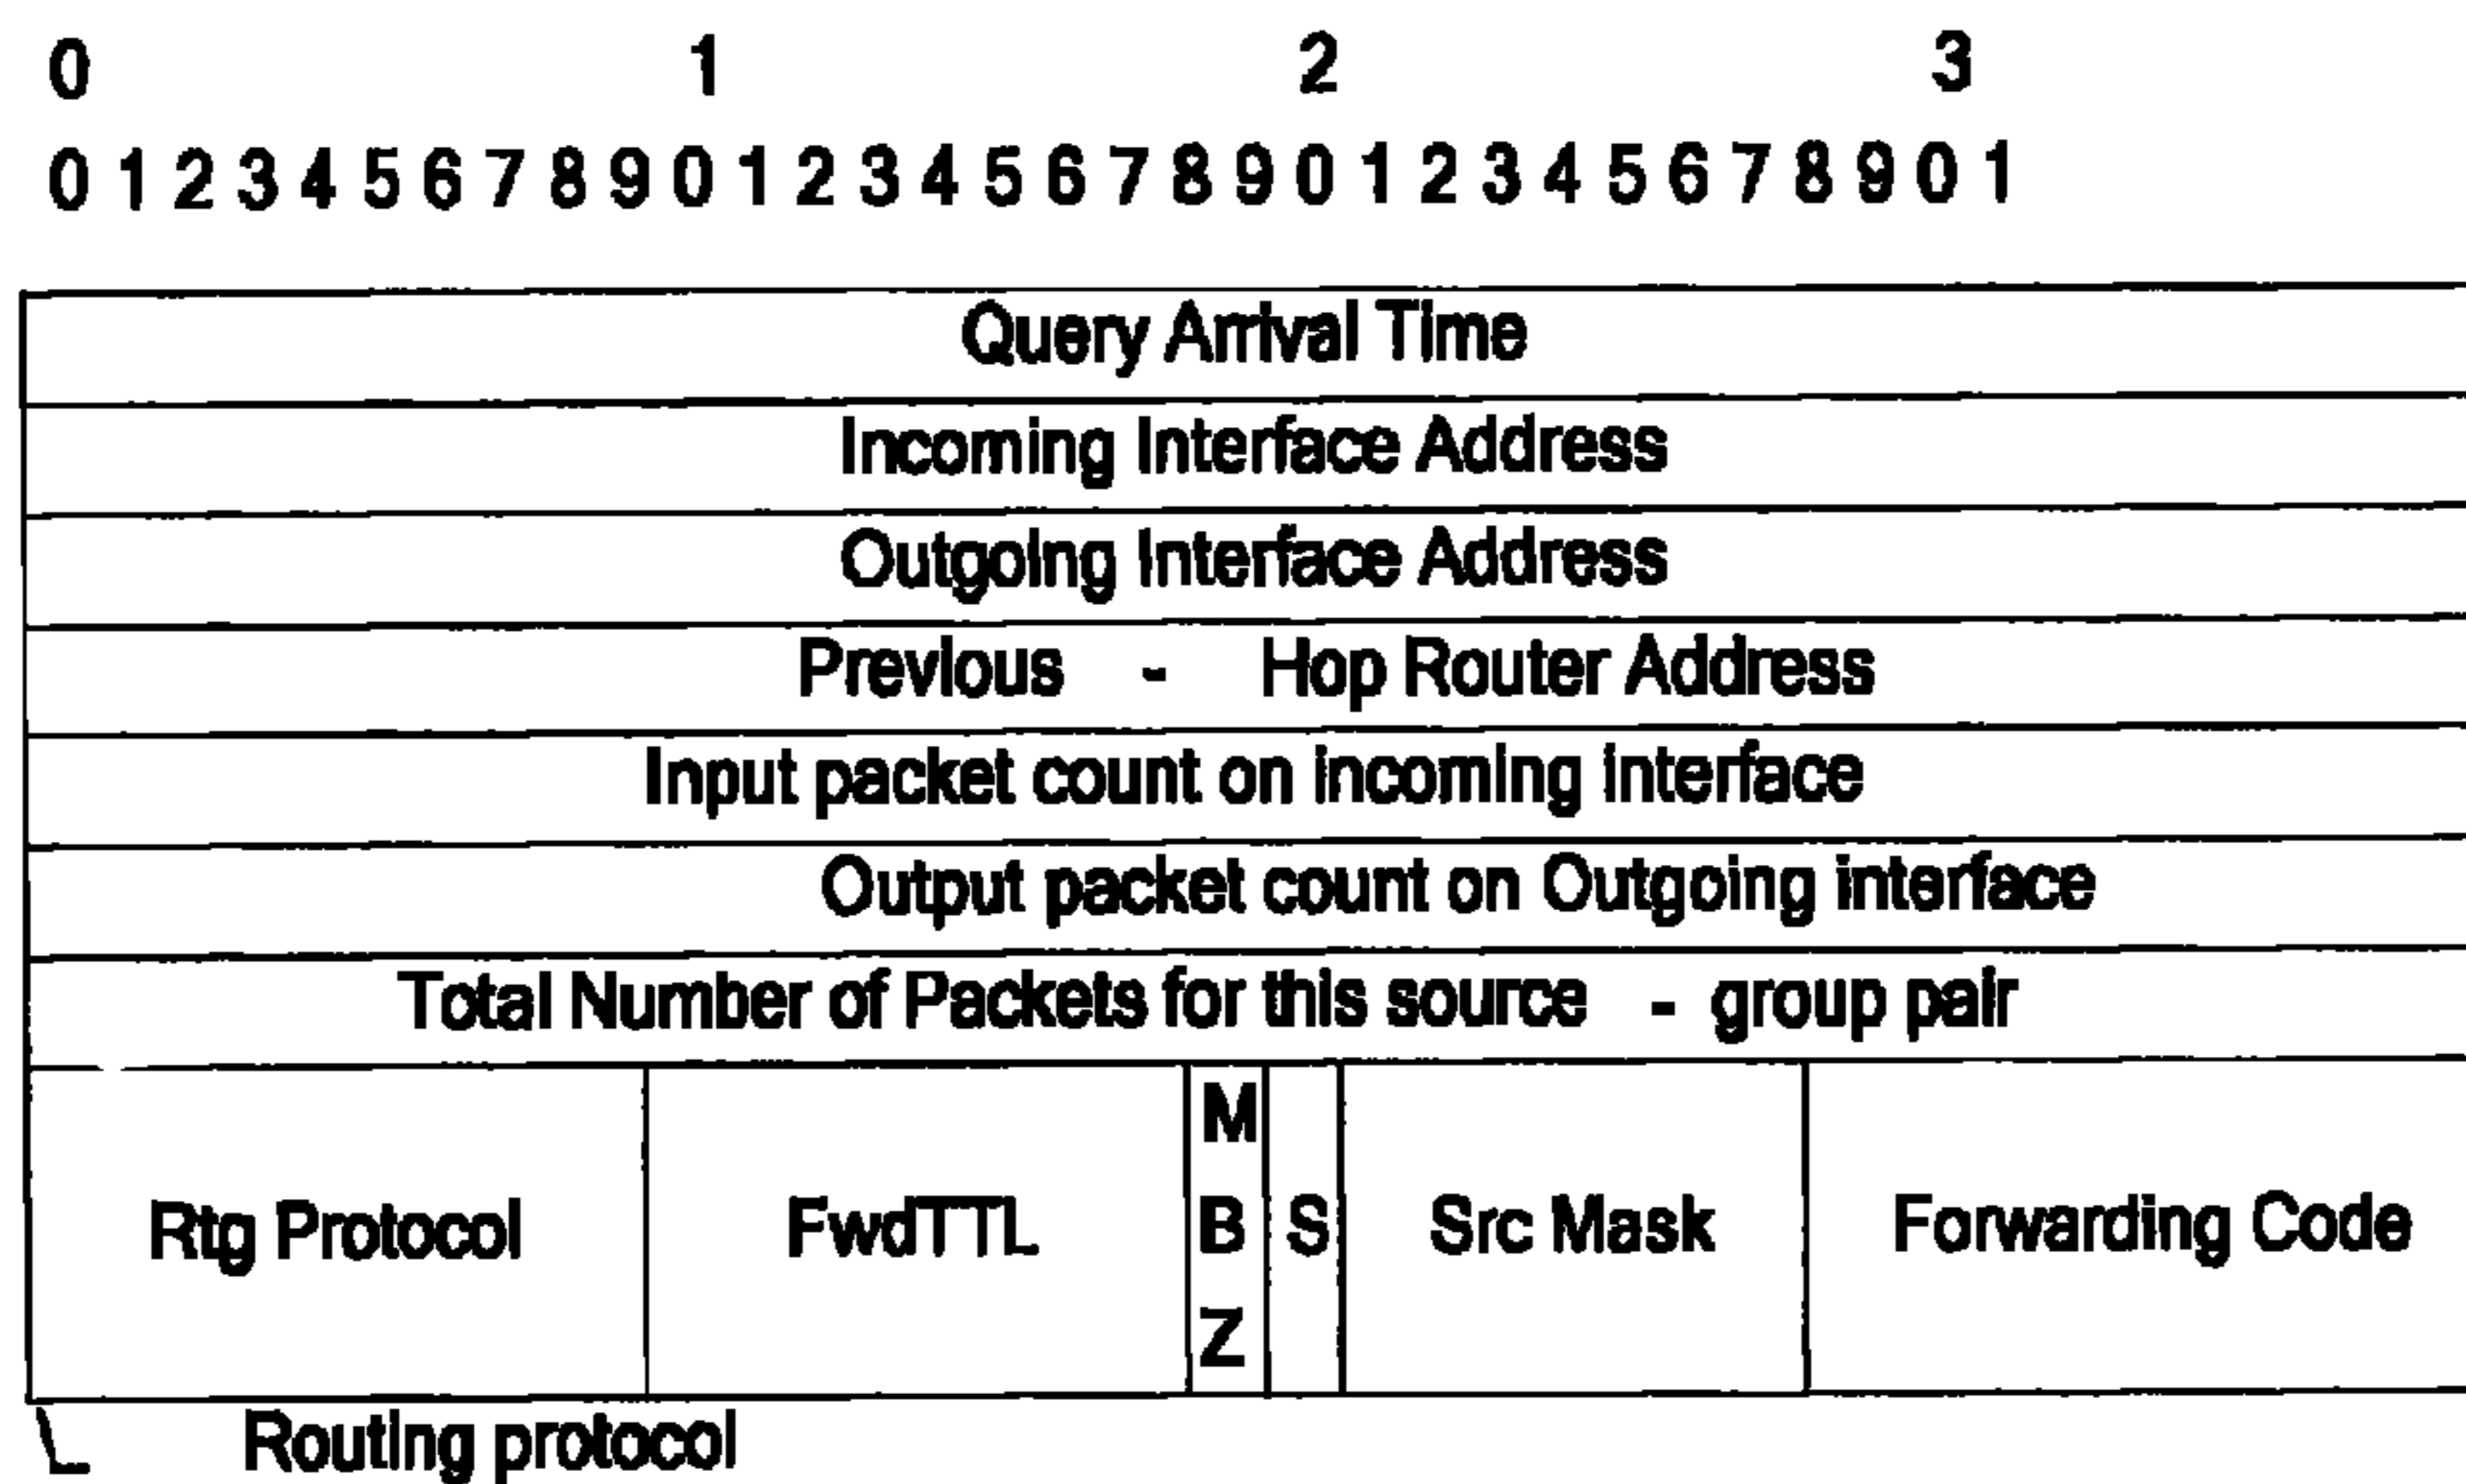 0 1 2 3
0 1 2 3 4 5 6 7 8 9 0 1 2 3 4 5 6 7 8 9 0 1 2 3 4 5 6 7 8 9 0 1
Query Arrival Time
Incoming Interface Address
Outgoing Interface Address
Previous - Hop Router Address
Input packet count on incoming interface
Output packet count on Outgoing interface
Total Number of Packets for this source - group pair
M
Rtg Protocol FwdTTL B S Src Mask Forwarding Code
Z
Routing protocol